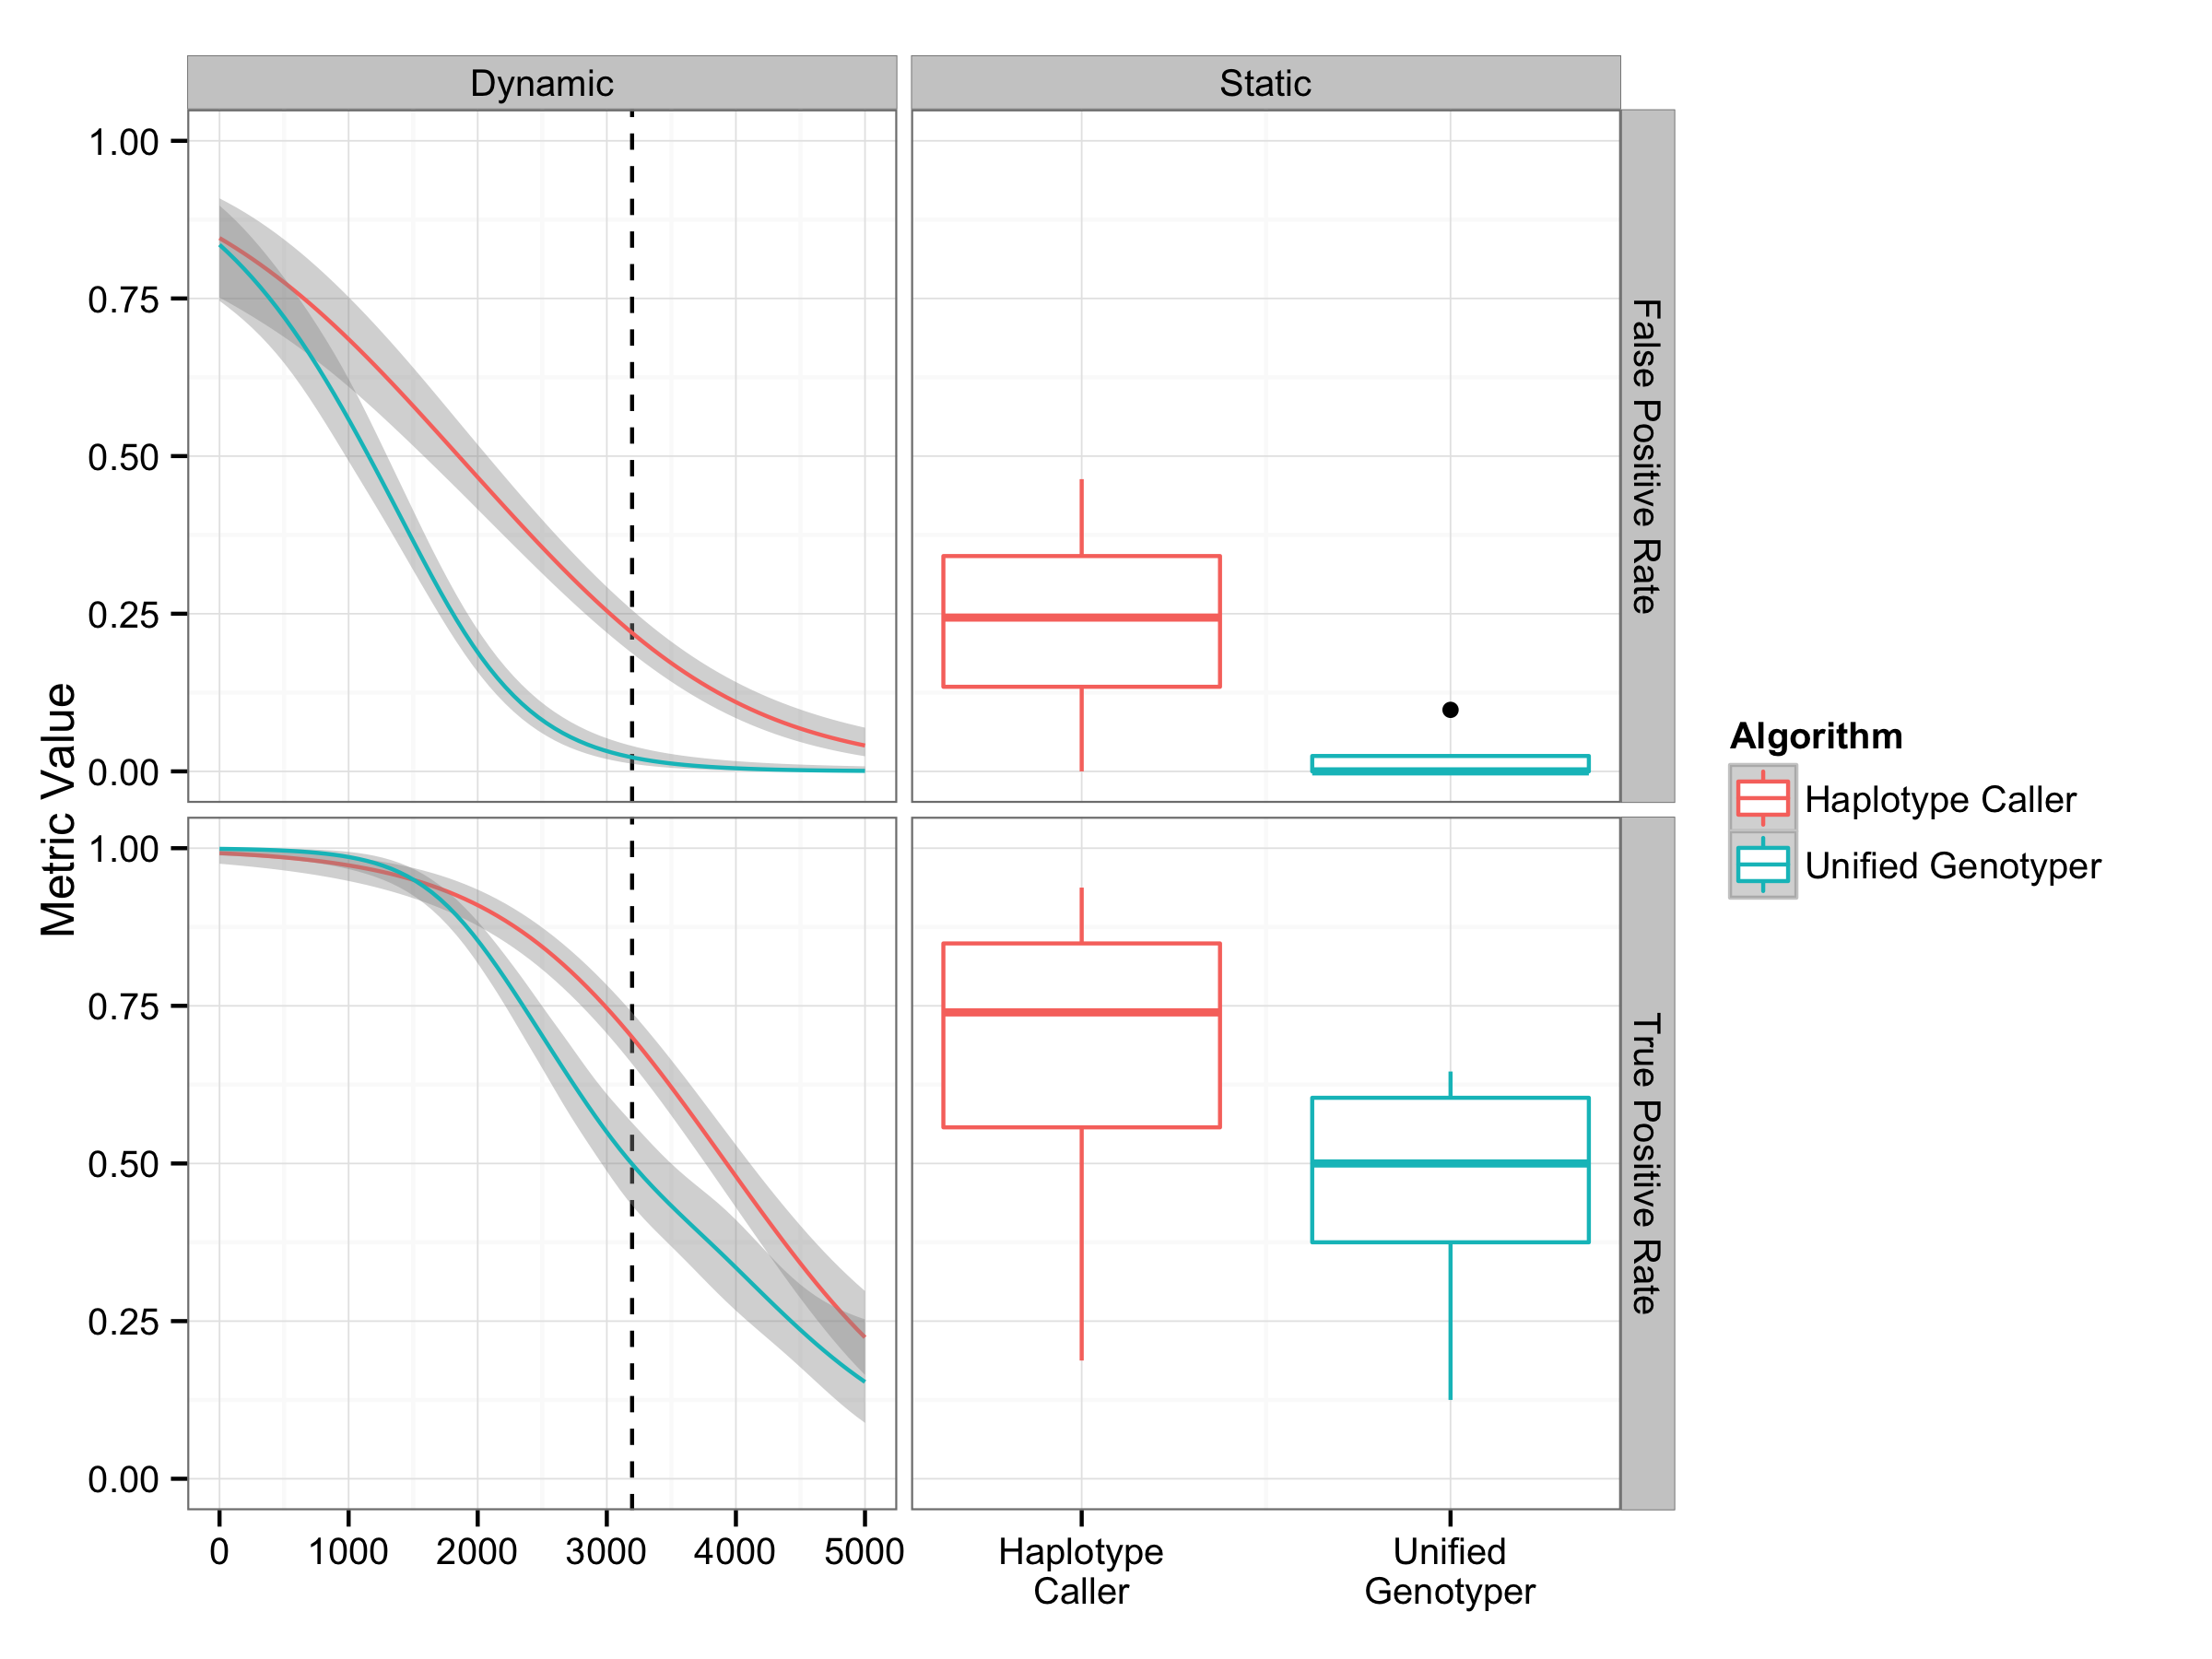 Dynamic
Static
Metric Value
1.00
0.75
0.50
0.25
0.00
False Positive Rate
1.00
0.75
0.50
0.25
0.00
True Positive Rate
0 1000 2000 3000 4000 5000
Haplotype
Caller
Unified
Genotyper
Algorithm
Haplotype Caller
Unified Genotyper